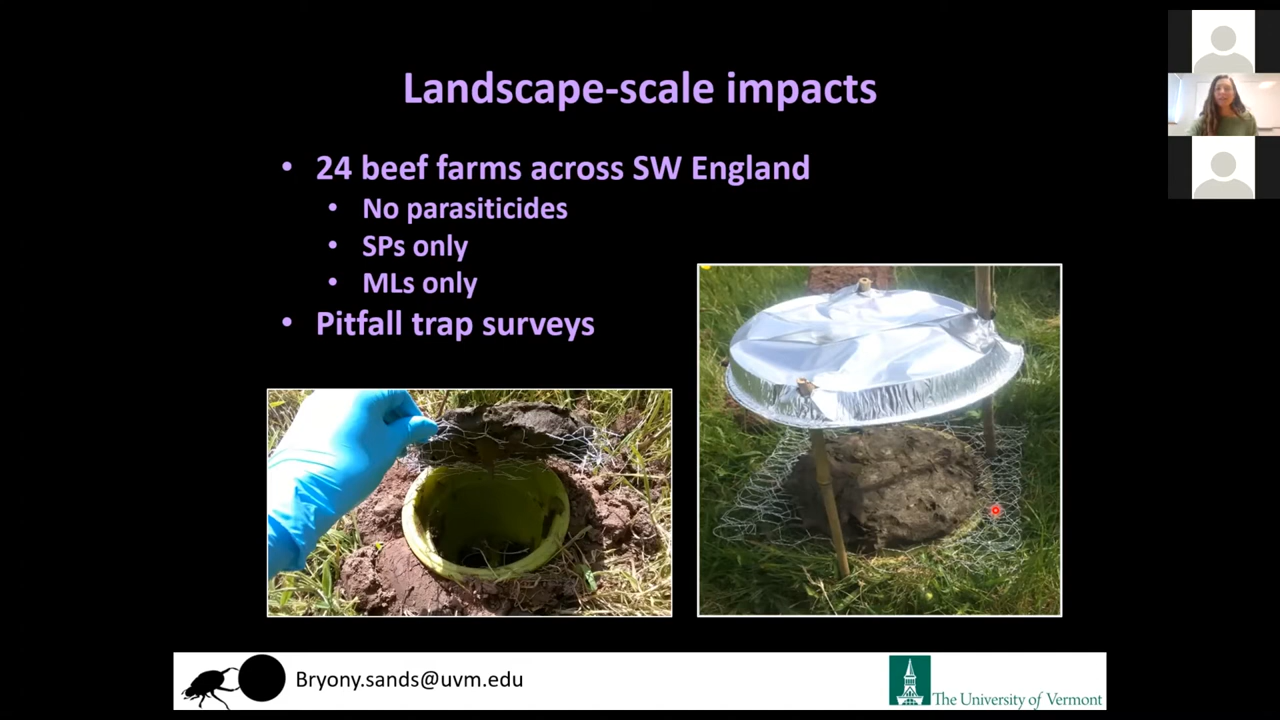 Landscape-scale impacts
• 24 beef farms across SW England
• No parasiticides
• SPs only
• MLs only
• Pitfall trap surveys
Bryony.sands@uvm.edu
The University of Vermont